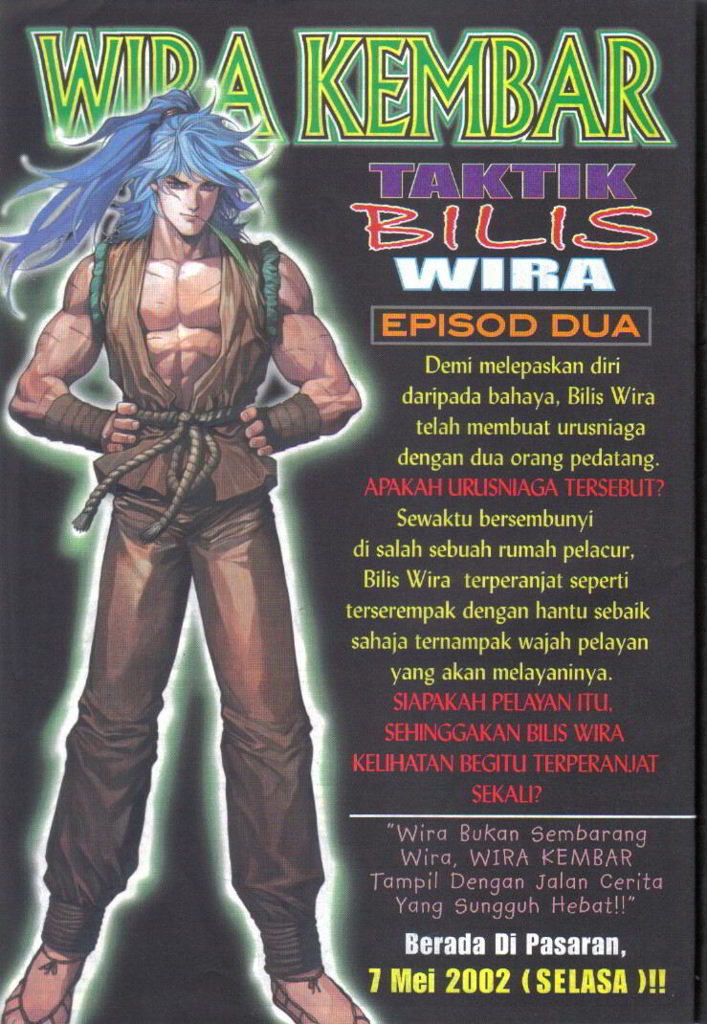 WIRA KEMBAR
TAKTIK
BILIS
WIRA
EPISOD DUA
Demi melepaskan diri
daripada bahaya, Bilis Wira
telah membuat urusniaga
dengan dua orang pedatang.
APAKAH URUSNIAGA TERSEBUT?
Sewaktu bersembunyi
di salah sebuah rumah pelacur,
Bilis Wira terperanjat seperti
terserempak dengan hantu sebaik
sahaja ternampak wajah pelayan
yang akan melayaninya.
SIAPAKAH PELAYAN ITU,
SEHINGGAKAN BILIS WIRA
KELIHATAN BEGITU TERPERANJAT
SEKALI?
"Wira Bukan Sembarang
Wira, WIRA KEMBAR
Tampil Dengan Jalan Cerita
Yang Sungguh Hebat!!"
Berada Di Pasaran,
7 Mei 2002 ( SELASA )!!